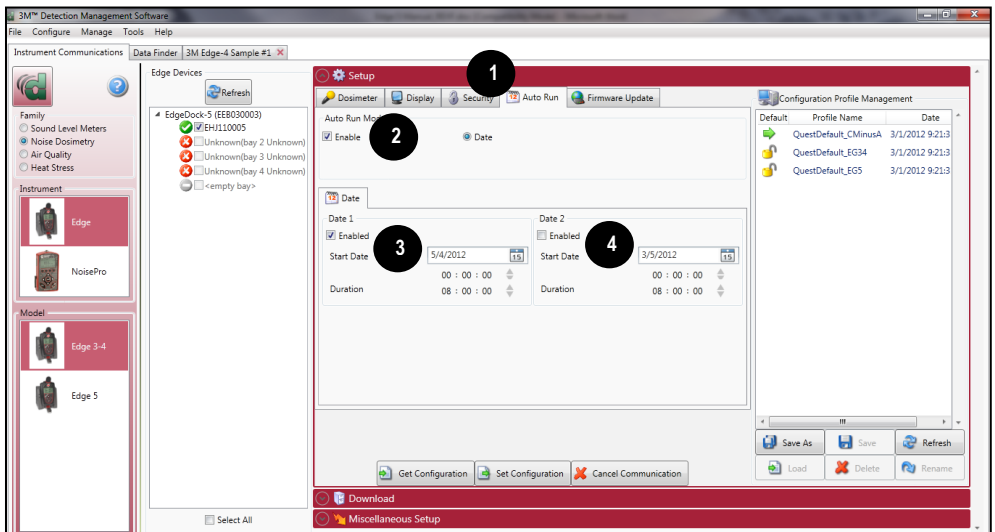 3M™ Detection Management Software
File Configure Manage Tools Help
Instrument Communications Data Finder 3M Edge-4 Sample #1
Family
Sound Level Meters
Noise Dosimetry
Air Quality
Heat Stress
Instrument
Edge
NoisePro
Model
Edge 3-4
Edge 5
Edge Devices
Refresh
EdgeDock-5 (EEB030003)
EHJ110005
Unknown(bay 2 Unknown)
Unknown(bay 3 Unknown)
Unknown(bay 4 Unknown)
<empty bay>
Select All
Setup
1
Dosimeter Display Security 12 Auto Run Firmware Update
Auto Run Mod
Enable 2 Date
12 Date
Date 1
Enabled
3
Start Date 5/4/2012 15
00 : 00 : 00
Duration 08 : 00 : 00
Date 2
Enabled
4
Start Date 3/5/2012 15
00 : 00 : 00
Duration 08 : 00 : 00
Get Configuration Set Configuration Cancel Communication
Download
Miscellaneous Setup
Configuration Profile Management
Default Profile Name Date
QuestDefault_CMinusA 3/1/2012 9:21:3
QuestDefault_EG34 3/1/2012 9:21:3
QuestDefault_EG5 3/1/2012 9:21:3
Save As Save Refresh
Load Delete Rename